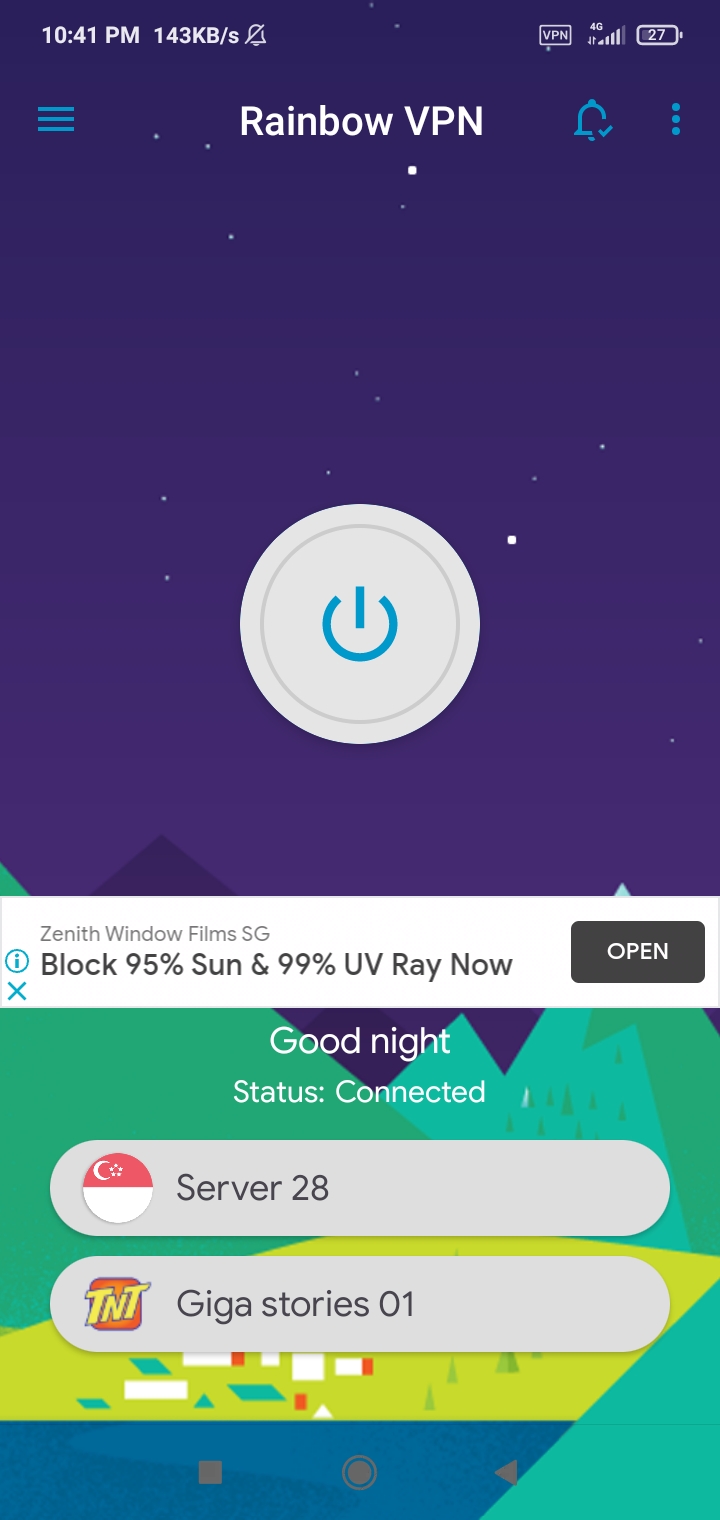 10:41 PM 143KB/s VPN 4G 27
Rainbow VPN
Zenith Window Films SG
Block 95% Sun & 99% UV Ray Now
OPEN
Good night
Status: Connected
Server 28
TNT Giga stories 01